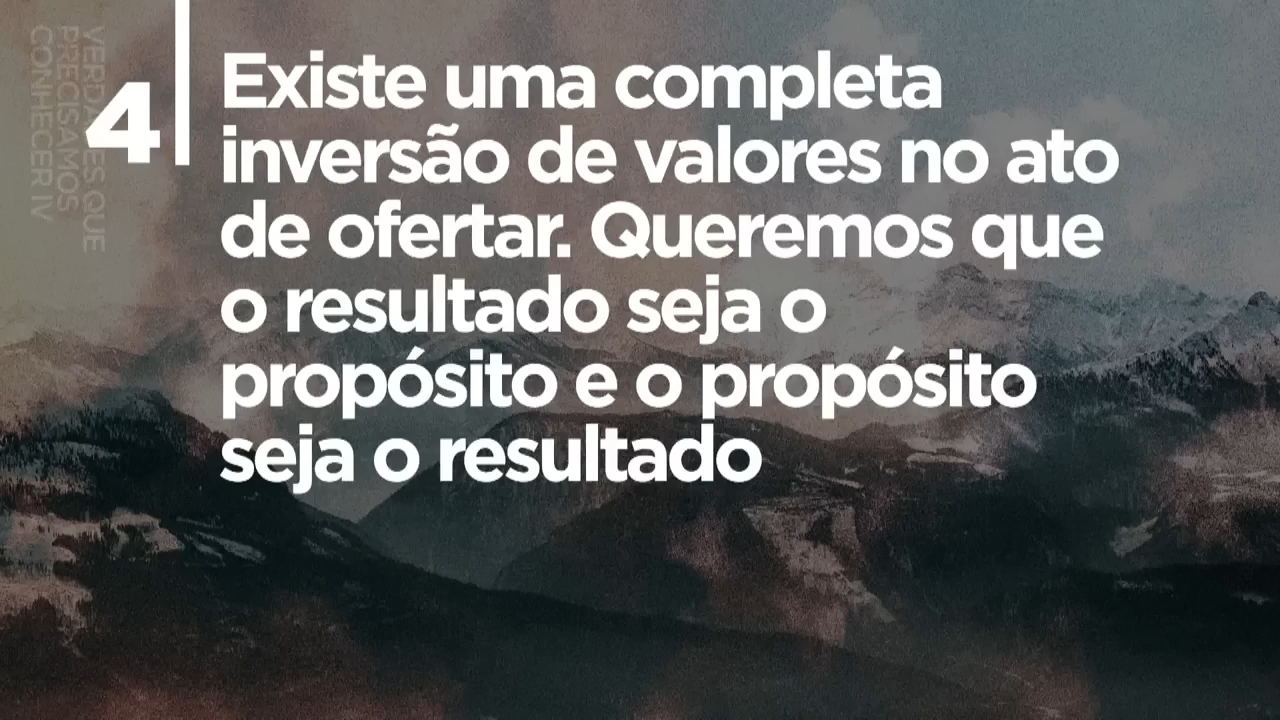 VERDADES QUE
PRECISAMOS
CONHECER IV
4
Existe uma completa
inversão de valores no ato
de ofertar. Queremos que
o resultado seja o
propósito e o propósito
seja o resultado